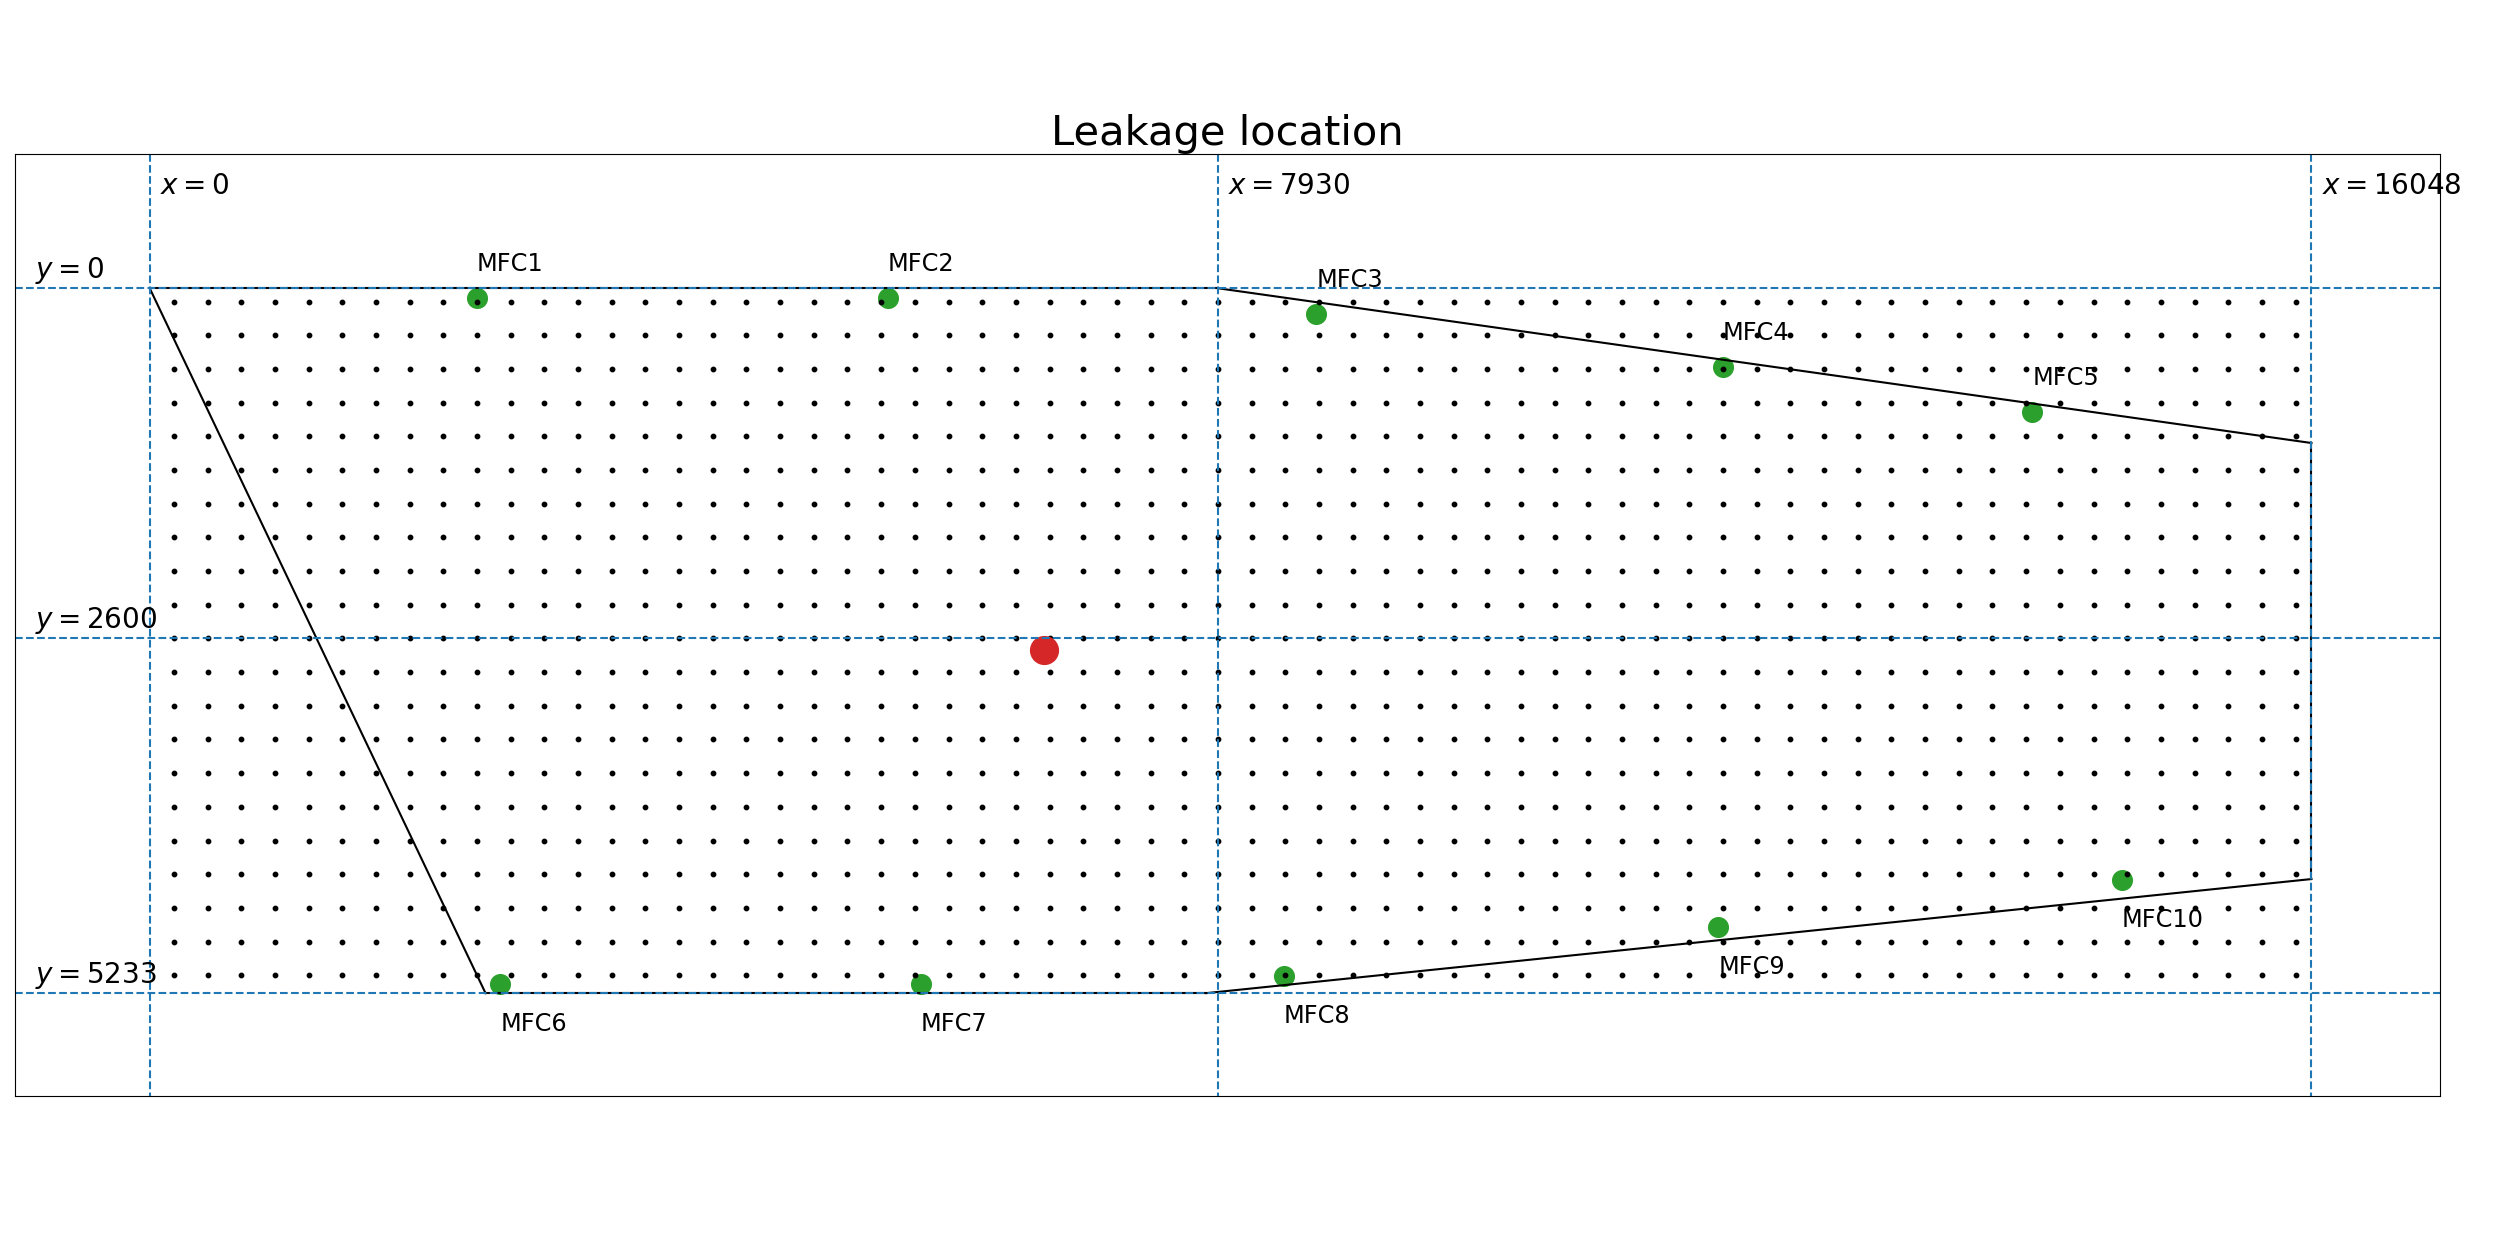 Leakage location
x = 0
x = 7930
x = 16048
y = 0
MFC1
MFC2
MFC3
MFC4
MFC5
y = 2600
y = 5233
MFC6
MFC7
MFC8
MFC9
MFC10